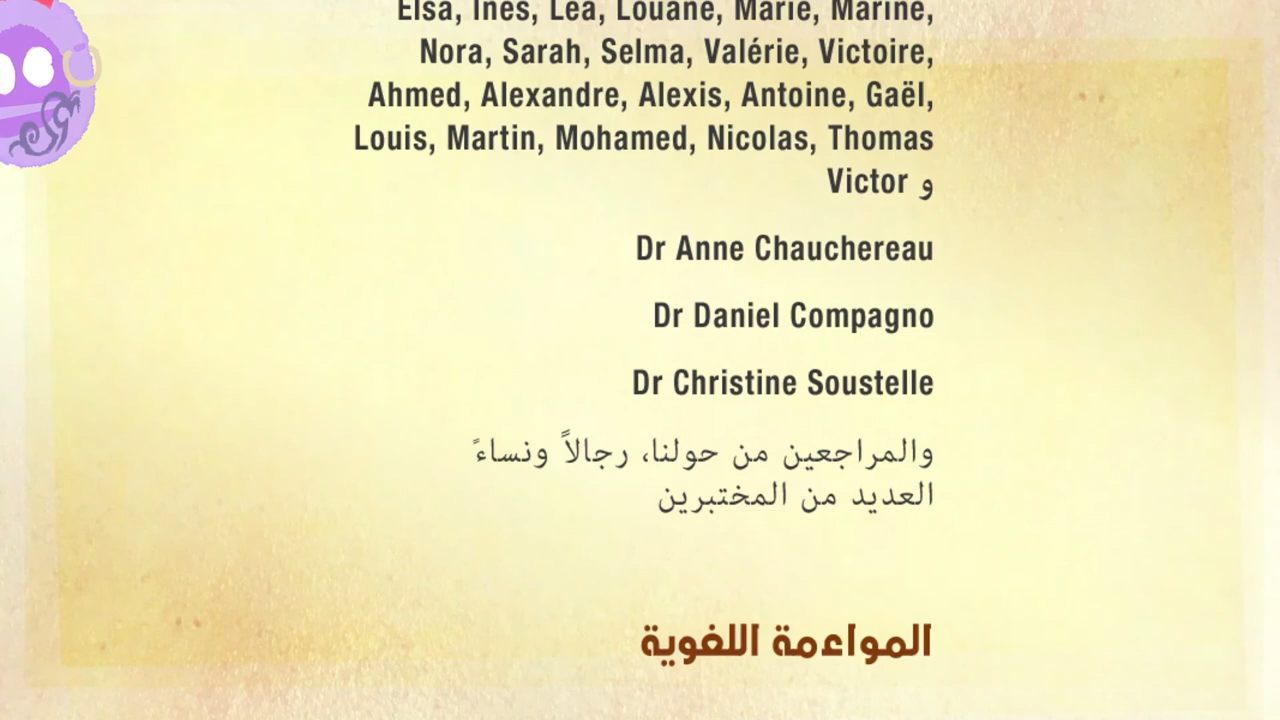 Elsa, Inès, Léa, Louane, Marie, Marine,
Nora, Sarah, Selma, Valérie, Victoire,
Ahmed, Alexandre, Alexis, Antoine, Gaël,
Louis, Martin, Mohamed, Nicolas, Thomas
و Victor
Dr Anne Chauchereau
Dr Daniel Compagno
Dr Christine Soustelle
والمراجعين من حولنا، رجالاً ونساءً
العديد من المختبرين
المواءمة اللغوية